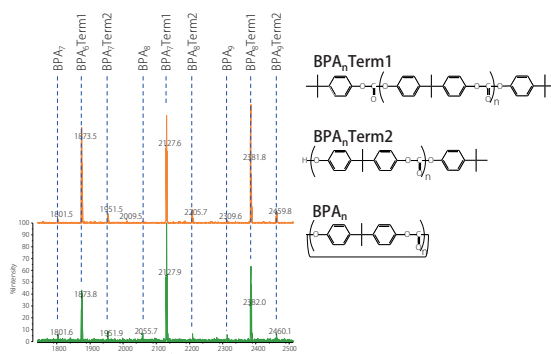 BPA7
BPA6Term1
BPA7Term2
BPA8
BPA7Term1
BPA8Term2
BPA9
BPA8Term1
BPA9Term2
1801.5
1873.5
1951.5
2009.5
2127.6
2205.7
2309.6
2381.8
2459.8
%Intensity
100
90
80
70
60
50
40
30
20
10
0
1801.6
1873.8
1951.9
2055.7
2127.9
2382.0
2460.1
1800 1900 2000 2100 2200 2300 2400 2500
BPAnTerm1
O C O O C O
O O n
BPAnTerm2
H O O C O
O n
BPAn
O O C
O n